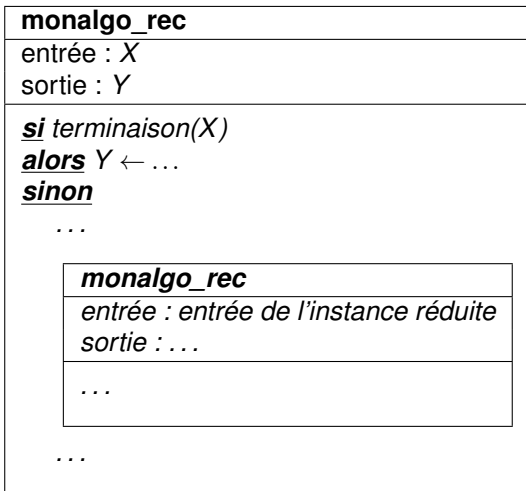 monalgo_rec
entrée : X
sortie : Y
si terminaison(X)
alors Y ← ...
sinon
...
monalgo_rec
entrée : entrée de l'instance réduite
sortie : ...
...
...